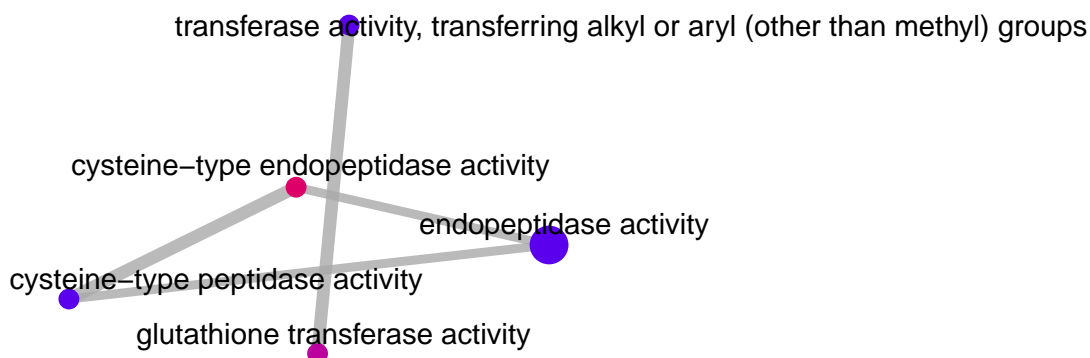 transferase activity, transferring alkyl or aryl (other than methyl) groups
cysteine−type endopeptidase activity
endopeptidase activity
cysteine−type peptidase activity
glutathione transferase activity